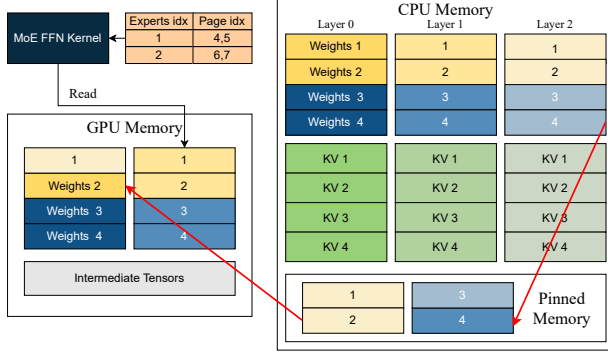 MoE FFN Kernel
Experts idx Page idx
1 4,5
2 6,7
Read
GPU Memory
1 1
Weights 2 2
Weights 3 3
Weights 4 4
Intermediate Tensors
CPU Memory
Layer 0 Layer 1 Layer 2
Weights 1 1 1
Weights 2 2 2
Weights 3 3 3
Weights 4 4 4
KV 1 KV 1 KV 1
KV 2 KV 2 KV 2
KV 3 KV 3 KV 3
KV 4 KV 4 KV 4
1 3
2 4
Pinned
Memory